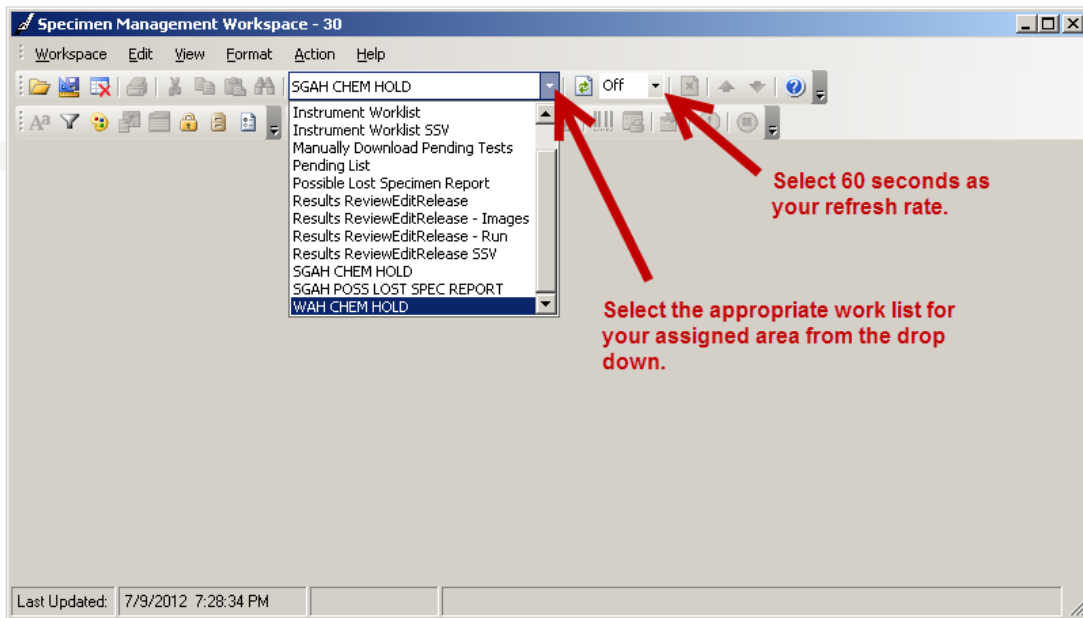 Specimen Management Workspace - 30
Workspace Edit View Format Action Help
SGAH CHEM HOLD Off
Instrument Worklist
Instrument Worklist SSV
Manually Download Pending Tests
Pending List
Possible Lost Specimen Report
Results ReviewEditRelease
Results ReviewEditRelease - Images
Results ReviewEditRelease - Run
Results ReviewEditRelease SSV
SGAH CHEM HOLD
SGAH POSS LOST SPEC REPORT
WAH CHEM HOLD
Select 60 seconds as
your refresh rate.
Select the appropriate work list for
your assigned area from the drop
down.
Last Updated: 7/9/2012 7:28:34 PM